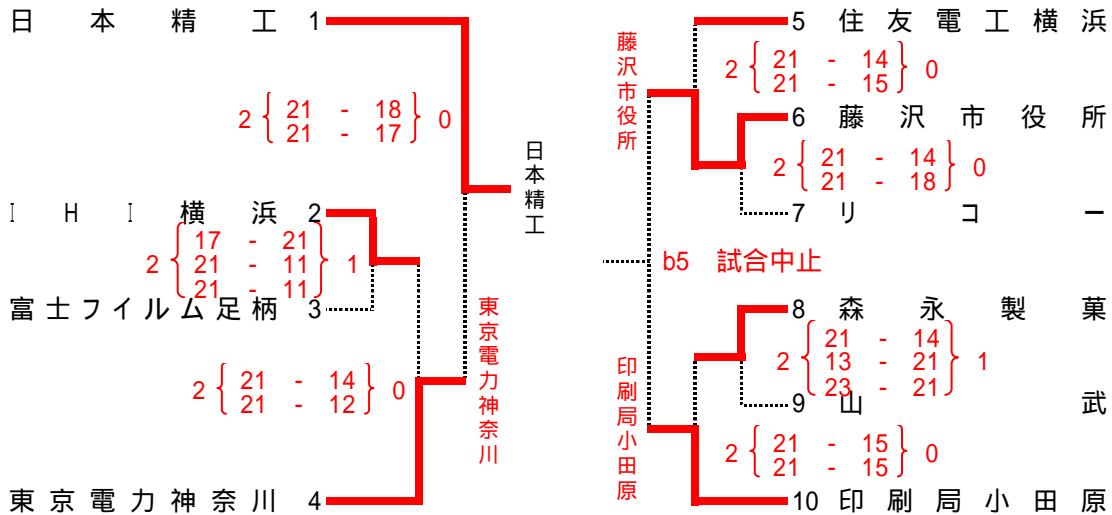 日本精工 1
2 { 21 - 18 } 0
21 - 17
日本精工
IHI横浜 2
2 { 17 - 21 } 1
21 - 11
21 - 11
富士フイルム足柄 3
東京電力神奈川
2 { 21 - 14 } 0
21 - 12
東京電力神奈川 4
藤沢市役所
5 住友電工横浜
2 { 21 - 14 } 0
21 - 15
6 藤沢市役所
2 { 21 - 14 } 0
21 - 18
7 リコー
b5 試合中止
8 森永製菓
2 { 21 - 14 } 1
13 - 21
23 - 21
9 山武
印刷局小田原
2 { 21 - 15 } 0
21 - 15
10 印刷局小田原